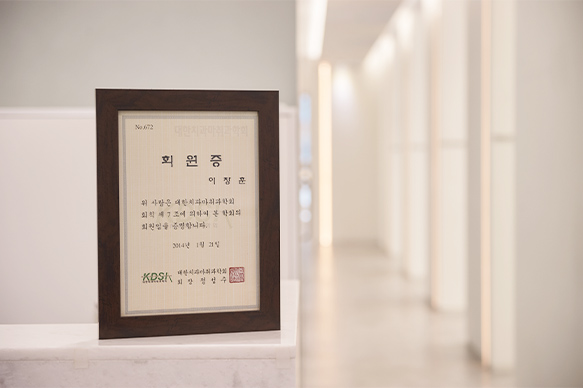 No.672
회 원 증
이 창 훈
위 사람은 대한치과마취과학회
회칙 제 7 조에 의하여 본 학회의
회원임을 증명합니다.
2014년 1월 21일
KDSA
대한치과마취과학회
회 장